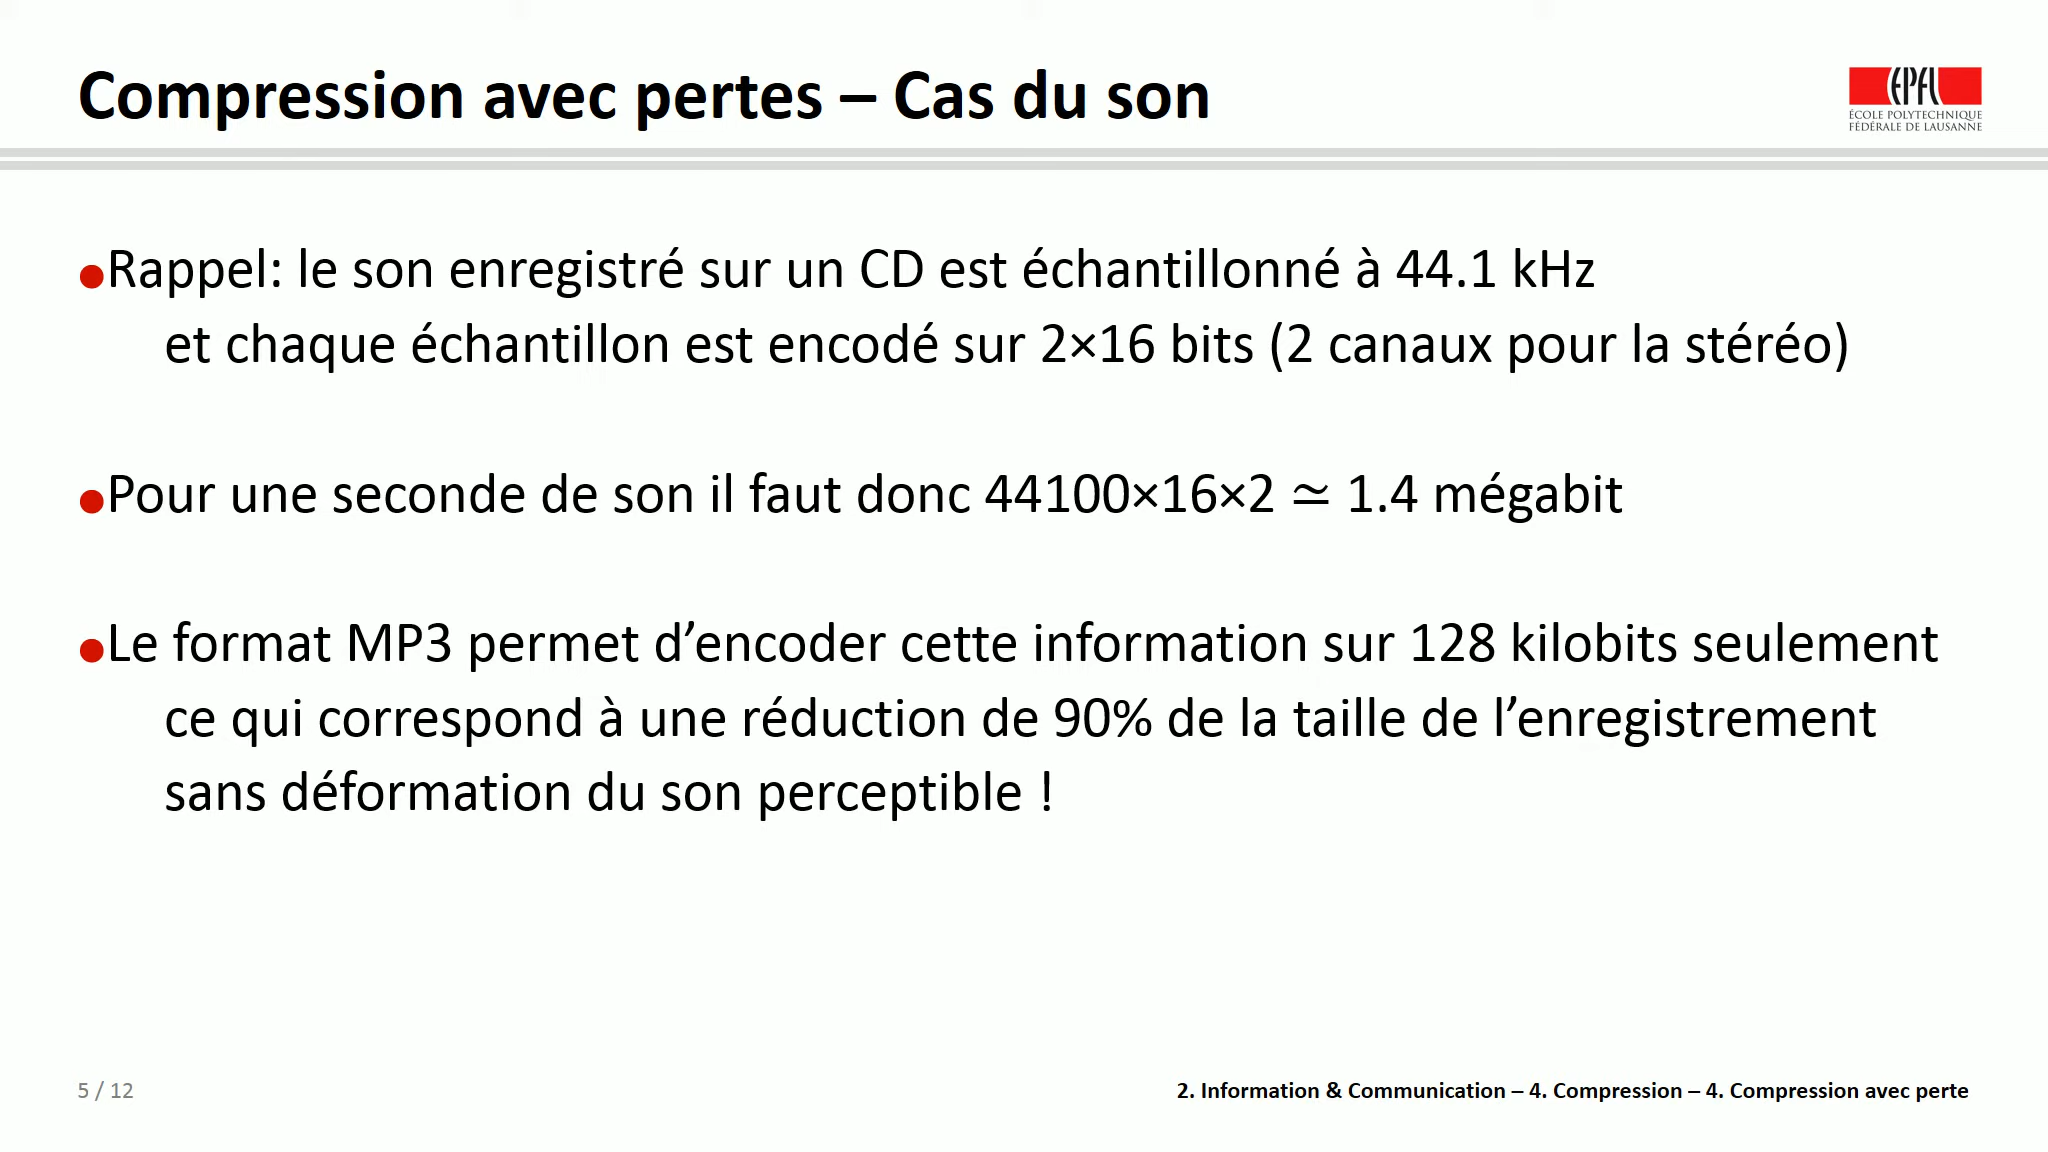 Compression avec pertes – Cas du son
EPFL
ÉCOLE POLYTECHNIQUE
FÉDÉRALE DE LAUSANNE
●Rappel: le son enregistré sur un CD est échantillonné à 44.1 kHz
et chaque échantillon est encodé sur 2×16 bits (2 canaux pour la stéréo)
●Pour une seconde de son il faut donc 44100×16×2 ≃ 1.4 mégabit
●Le format MP3 permet d’encoder cette information sur 128 kilobits seulement
ce qui correspond à une réduction de 90% de la taille de l’enregistrement
sans déformation du son perceptible !
5 / 12
2. Information & Communication – 4. Compression – 4. Compression avec perte